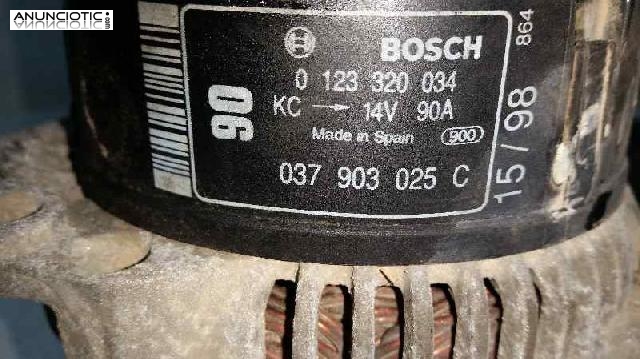 ANUNCIOTIC.com
BOSCH
0 123 320 034
KC → 14V 90A
Made in Spain 900
037 903 025 C
90
15/98
864